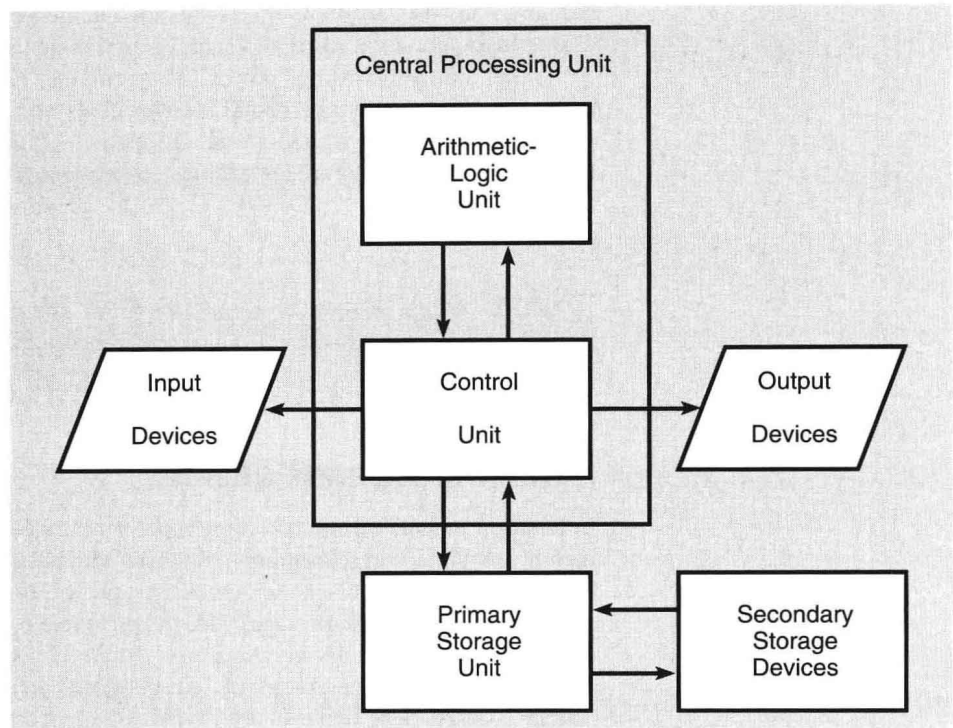 Central Processing Unit
Arithmetic-
Logic
Unit
Input
Devices
Control
Unit
Output
Devices
Primary
Storage
Unit
Secondary
Storage
Devices